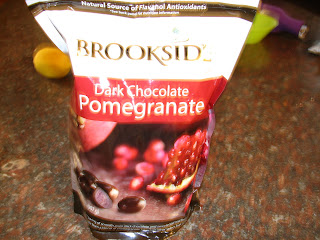 Natural Source of Flavanol Antioxidants
BROOKSIDE
Dark Chocolate
Pomegranate